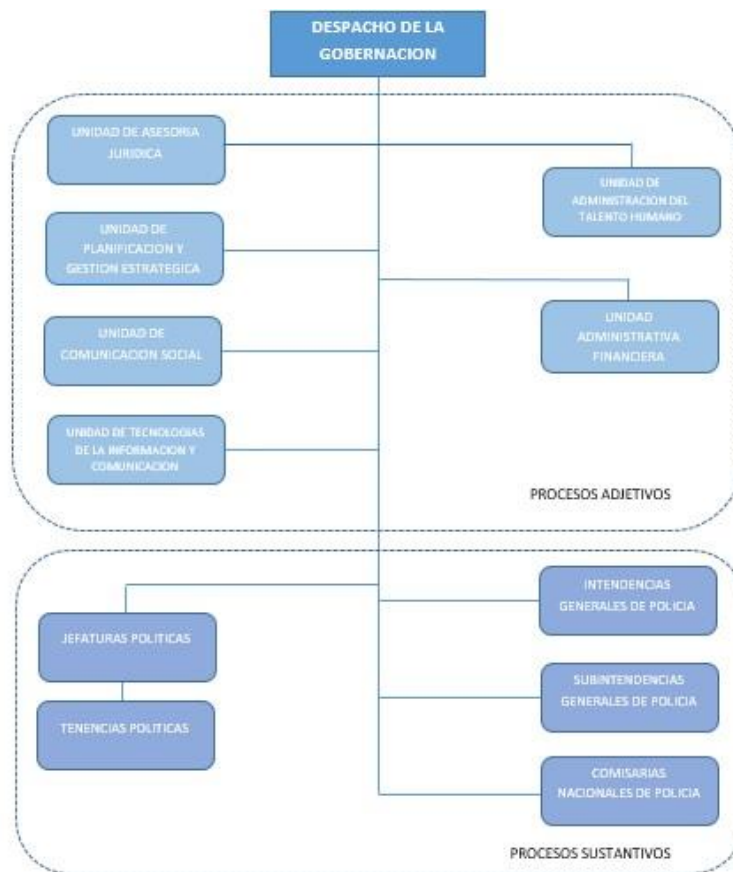 DESPACHO DE LA
GOBERNACION
UNIDAD DE ASESORIA
JURIDICA
UNIDAD DE
ADMINISTRACION DEL
TALENTO HUMANO
UNIDAD DE
PLANIFICACION Y
GESTION ESTRATEGICA
UNIDAD
ADMINISTRATIVA
FINANCIERA
UNIDAD DE
COMUNICACION SOCIAL
UNIDAD DE TECNOLOGIAS
DE LA INFORMACION Y
COMUNICACION
PROCESOS ADJETIVOS
INTENDENCIAS
GENERALES DE POLICIA
JEFATURAS POLITICAS
SUBINTENDENCIAS
GENERALES DE POLICIA
TENENCIAS POLITICAS
COMISARIAS
NACIONALES DE POLICIA
PROCESOS SUSTANTIVOS